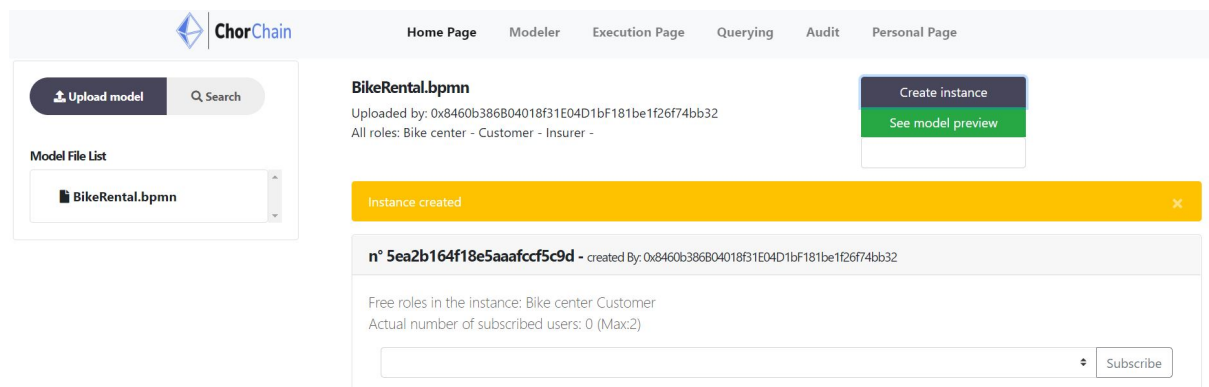 ChorChain
Home Page Modeler Execution Page Querying Audit Personal Page
Upload model Search
Model File List
BikeRental.bpmn
BikeRental.bpmn
Uploaded by: 0x8460b386B04018f31E04D1bF181be1f26f74bb32
All roles: Bike center - Customer - Insurer -
Create instance
See model preview
Instance created ×
n° 5ea2b164f18e5aaafccf5c9d - created By: 0x8460b386B04018f31E04D1bF181be1f26f74bb32
Free roles in the instance: Bike center Customer
Actual number of subscribed users: 0 (Max:2)
Subscribe